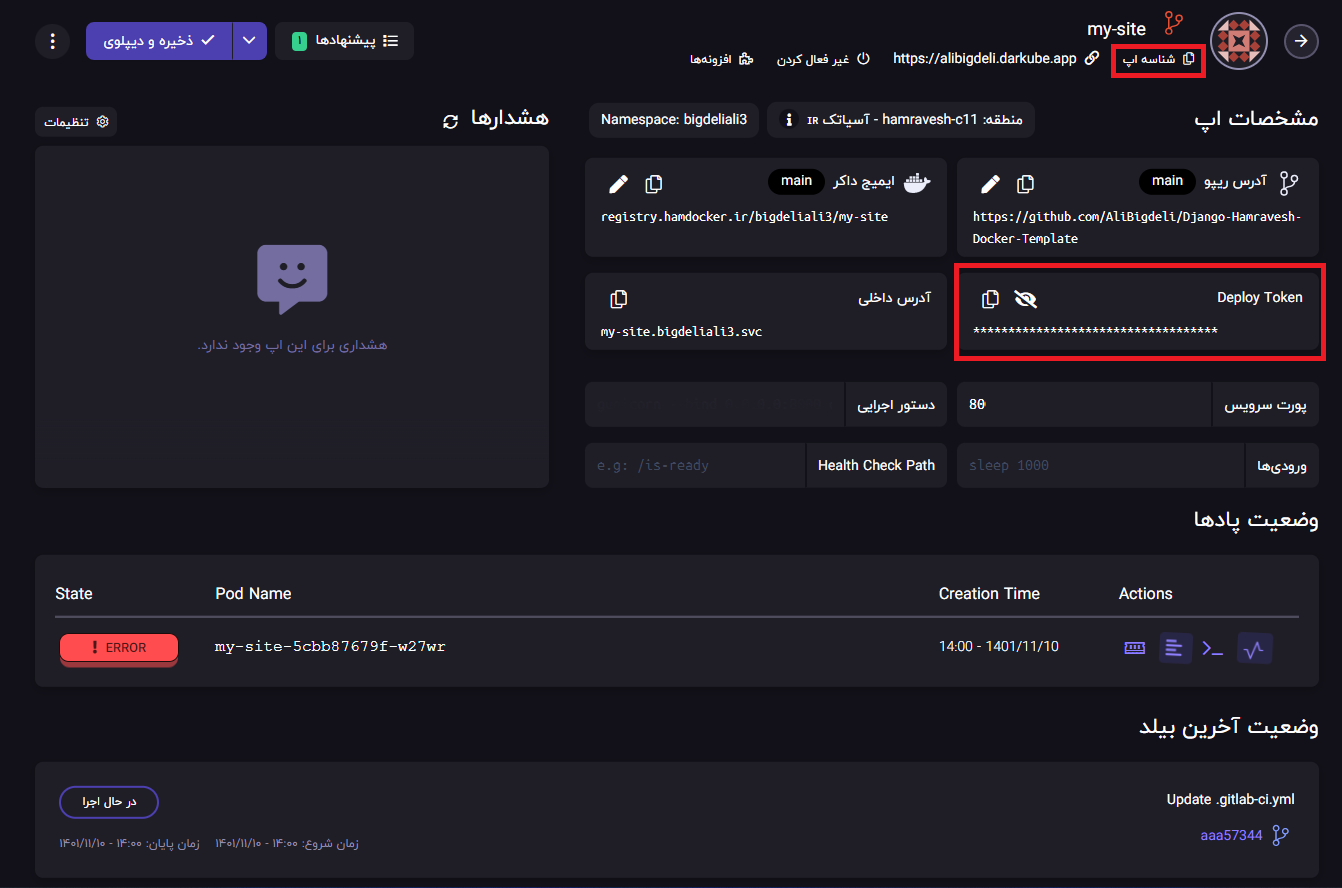 my-site
شناسه اپ
https://alibigdeli.darkube.app
غیر فعال کردن
افزونه‌ها
پیشنهادها ۱
ذخیره و دیپلوی
مشخصات اپ
منطقه: hamravesh-c11 - آسیاتک IR
Namespace: bigdeliali3
هشدارها
تنظیمات
آدرس ریپو main
https://github.com/AliBigdeli/Django-Hamravesh-
Docker-Template
ایمیج داکر main
registry.hamdocker.ir/bigdeliali3/my-site
Deploy Token
***********************************
آدرس داخلی
my-site.bigdeliali3.svc
هشداری برای این اپ وجود ندارد.
پورت سرویس 80
دستور اجرایی
ورودی‌ها sleep 1000
Health Check Path e.g: /is-ready
وضعیت پادها
State Pod Name Creation Time Actions
ERROR my-site-5cbb87679f-w27wr 14:00 - 1401/11/10
وضعیت آخرین بیلد
Update .gitlab-ci.yml
aaa57344
در حال اجرا
زمان شروع: ۱۴:۰۰ - ۱۴۰۱/۱۱/۱۰ زمان پایان: ۱۴:۰۰ - ۱۴۰۱/۱۱/۱۰